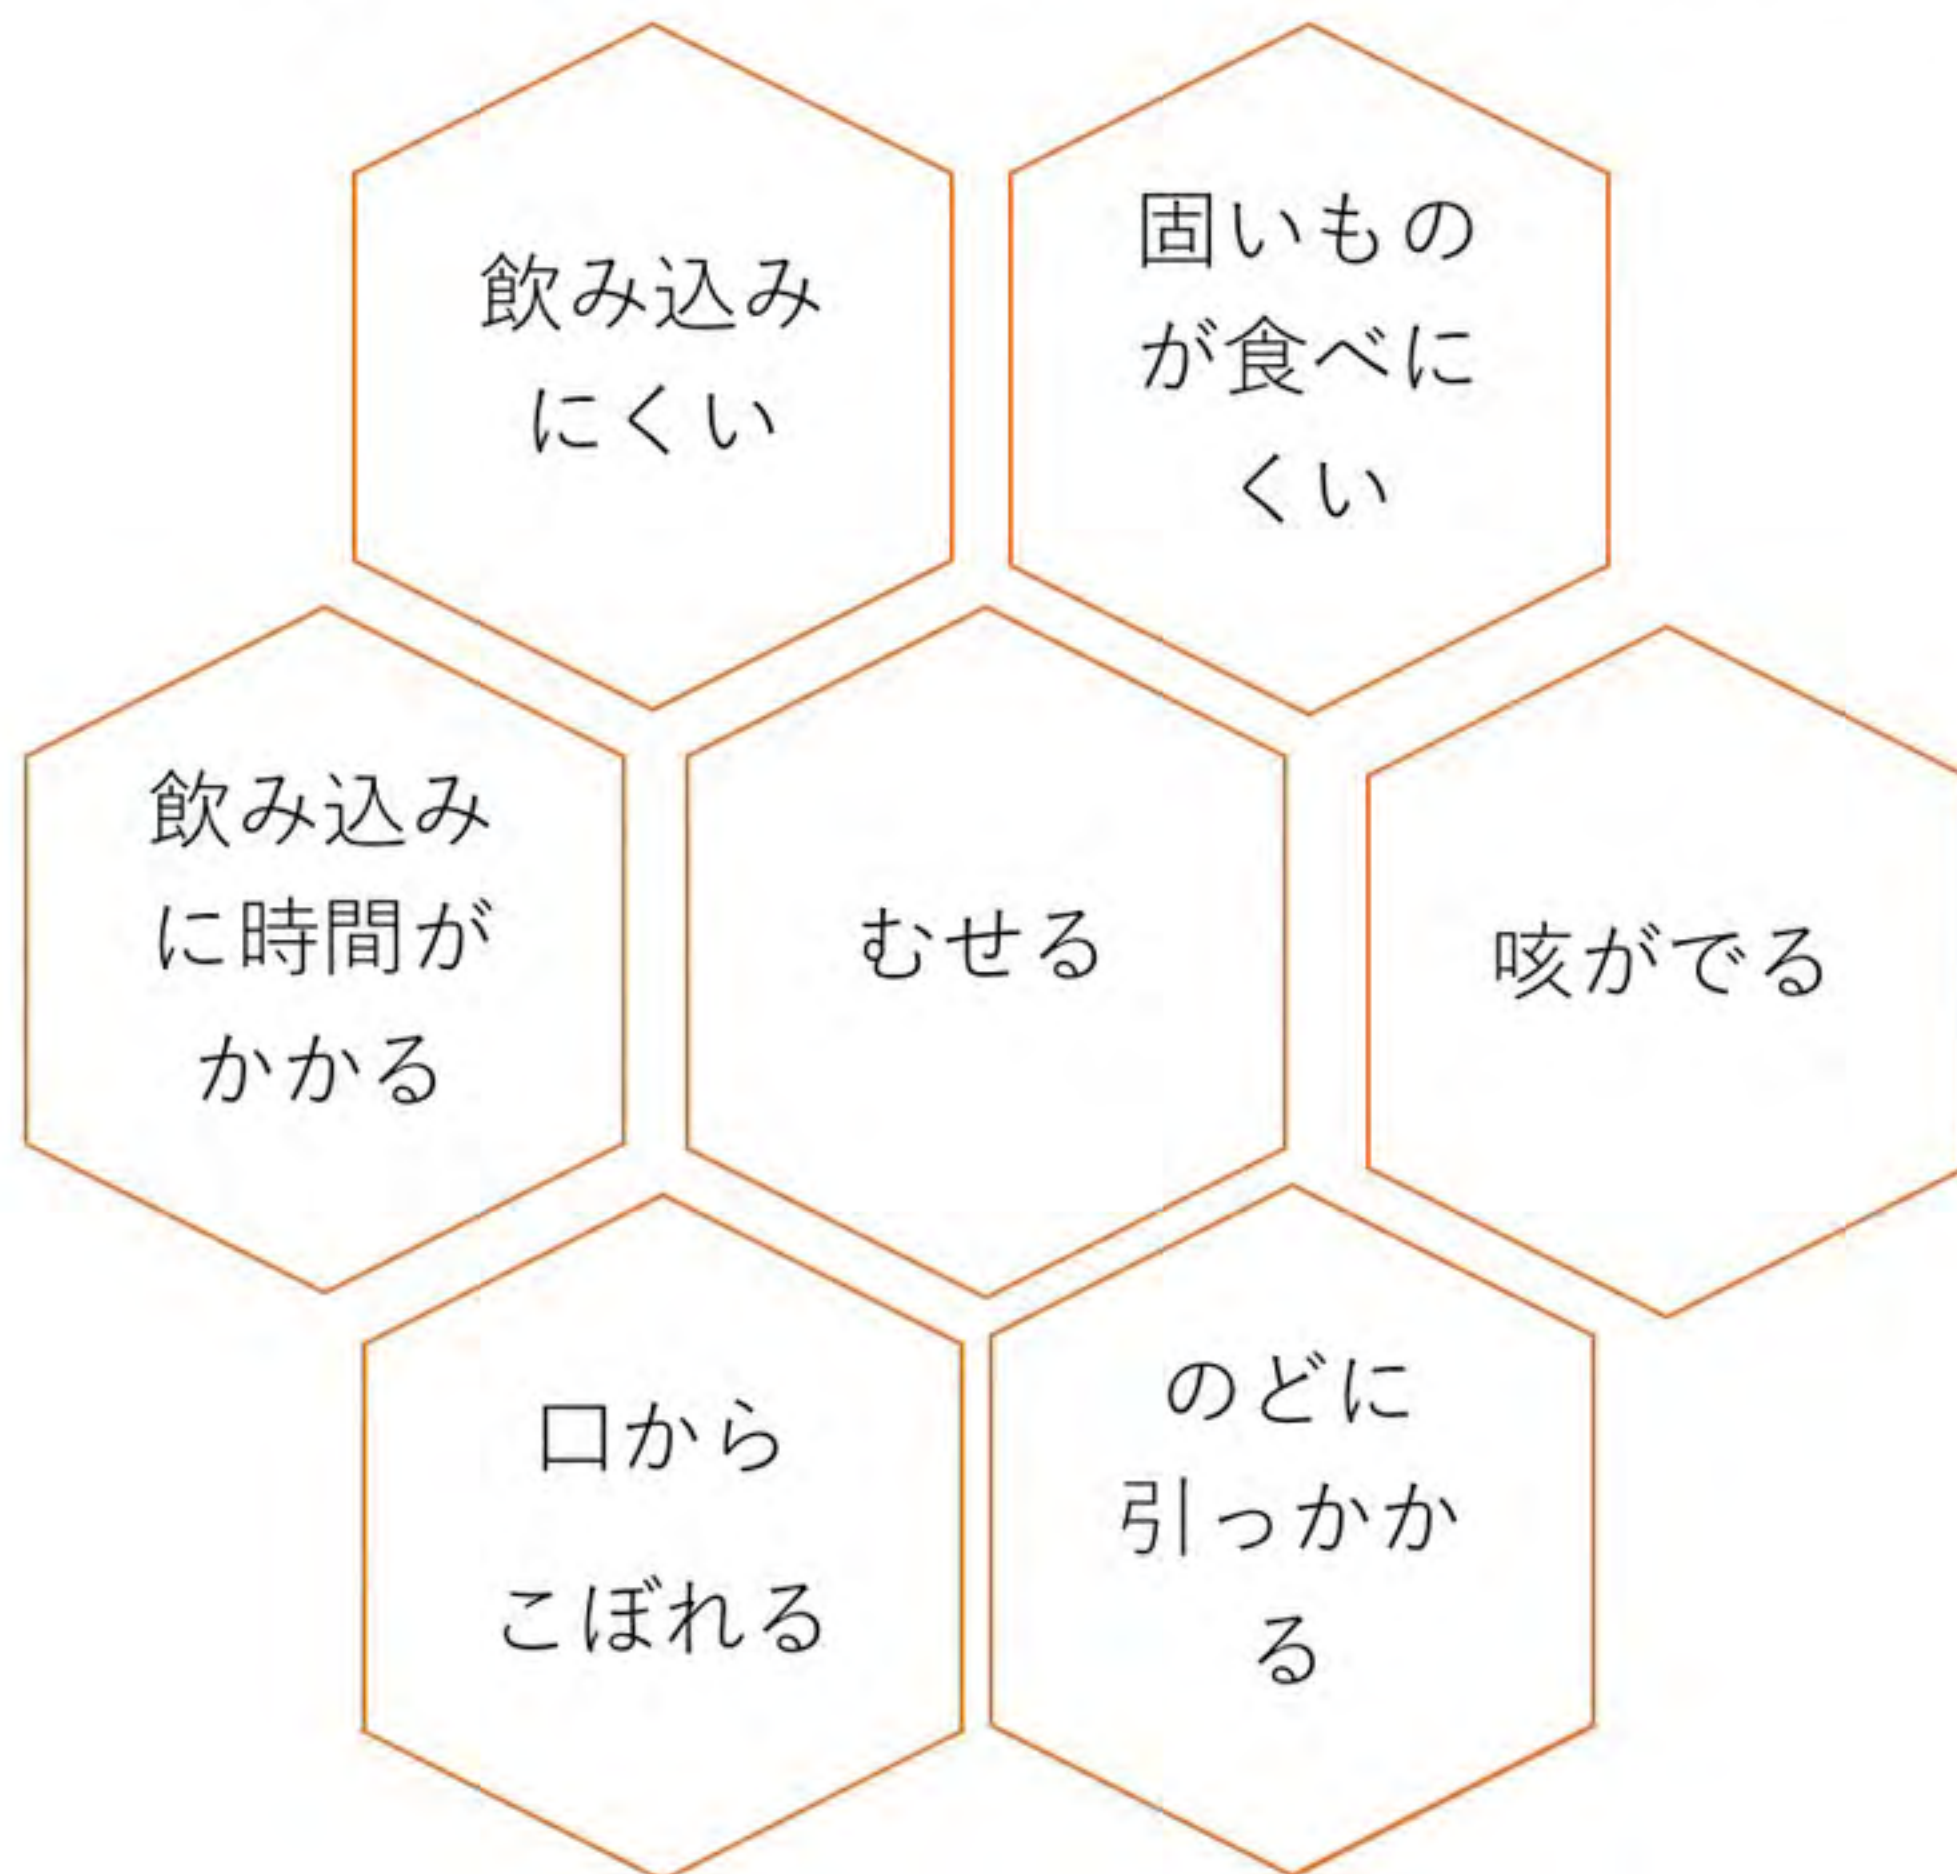 飲み込み
にくい
固いもの
が食べに
くい
飲み込み
に時間が
かかる
むせる
咳がでる
口から
こぼれる
のどに
引っかか
る